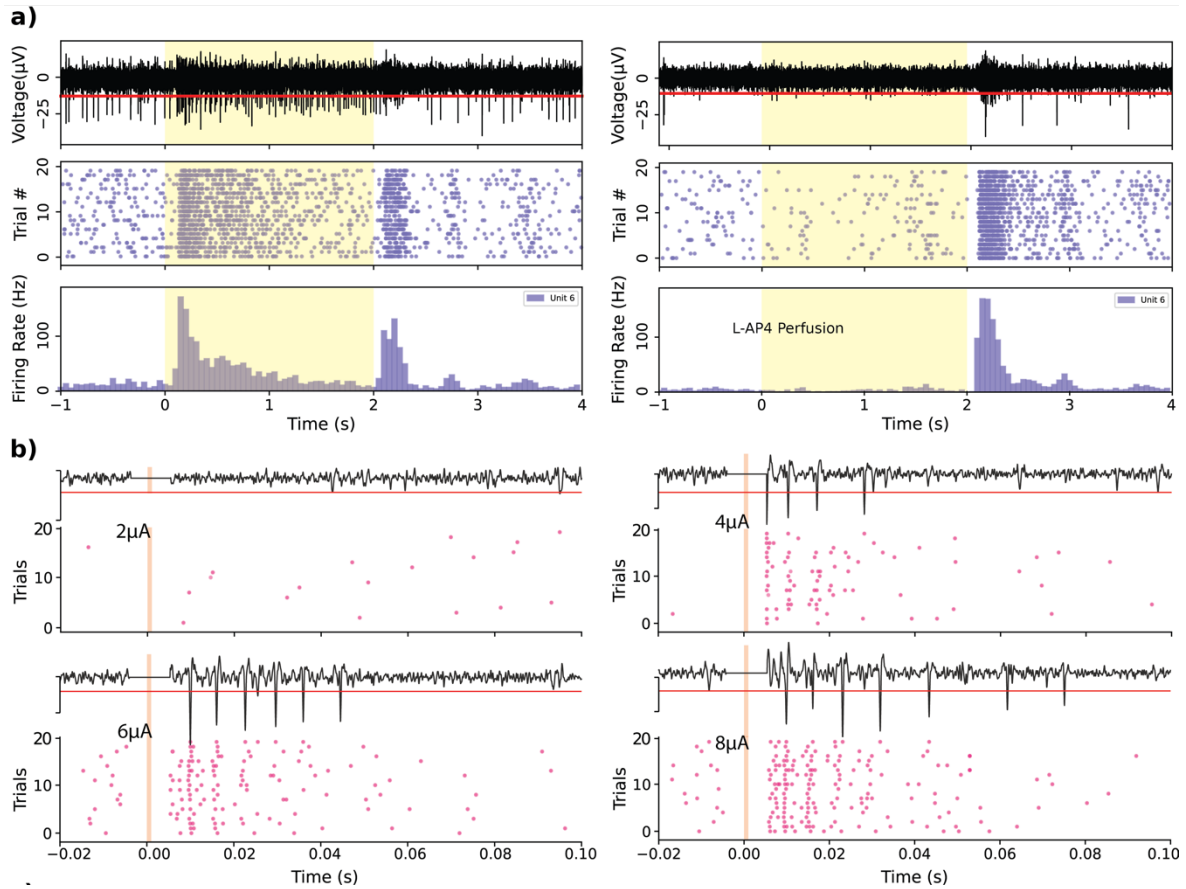 a)
Voltage(µV)
0
−25
Voltage(µV)
0
−25
Trial #
20
10
0
Trial #
20
10
0
Firing Rate (Hz)
100
0
Unit 6
Firing Rate (Hz)
100
0
Unit 6
L-AP4 Perfusion
−1 0 1 2 3 4
Time (s)
−1 0 1 2 3 4
Time (s)
b)
2µA
Trials
20
10
0
4µA
Trials
20
10
0
6µA
Trials
20
10
0
−0.02 0.00 0.02 0.04 0.06 0.08 0.10
Time (s)
8µA
Trials
20
10
0
−0.02 0.00 0.02 0.04 0.06 0.08 0.10
Time (s)